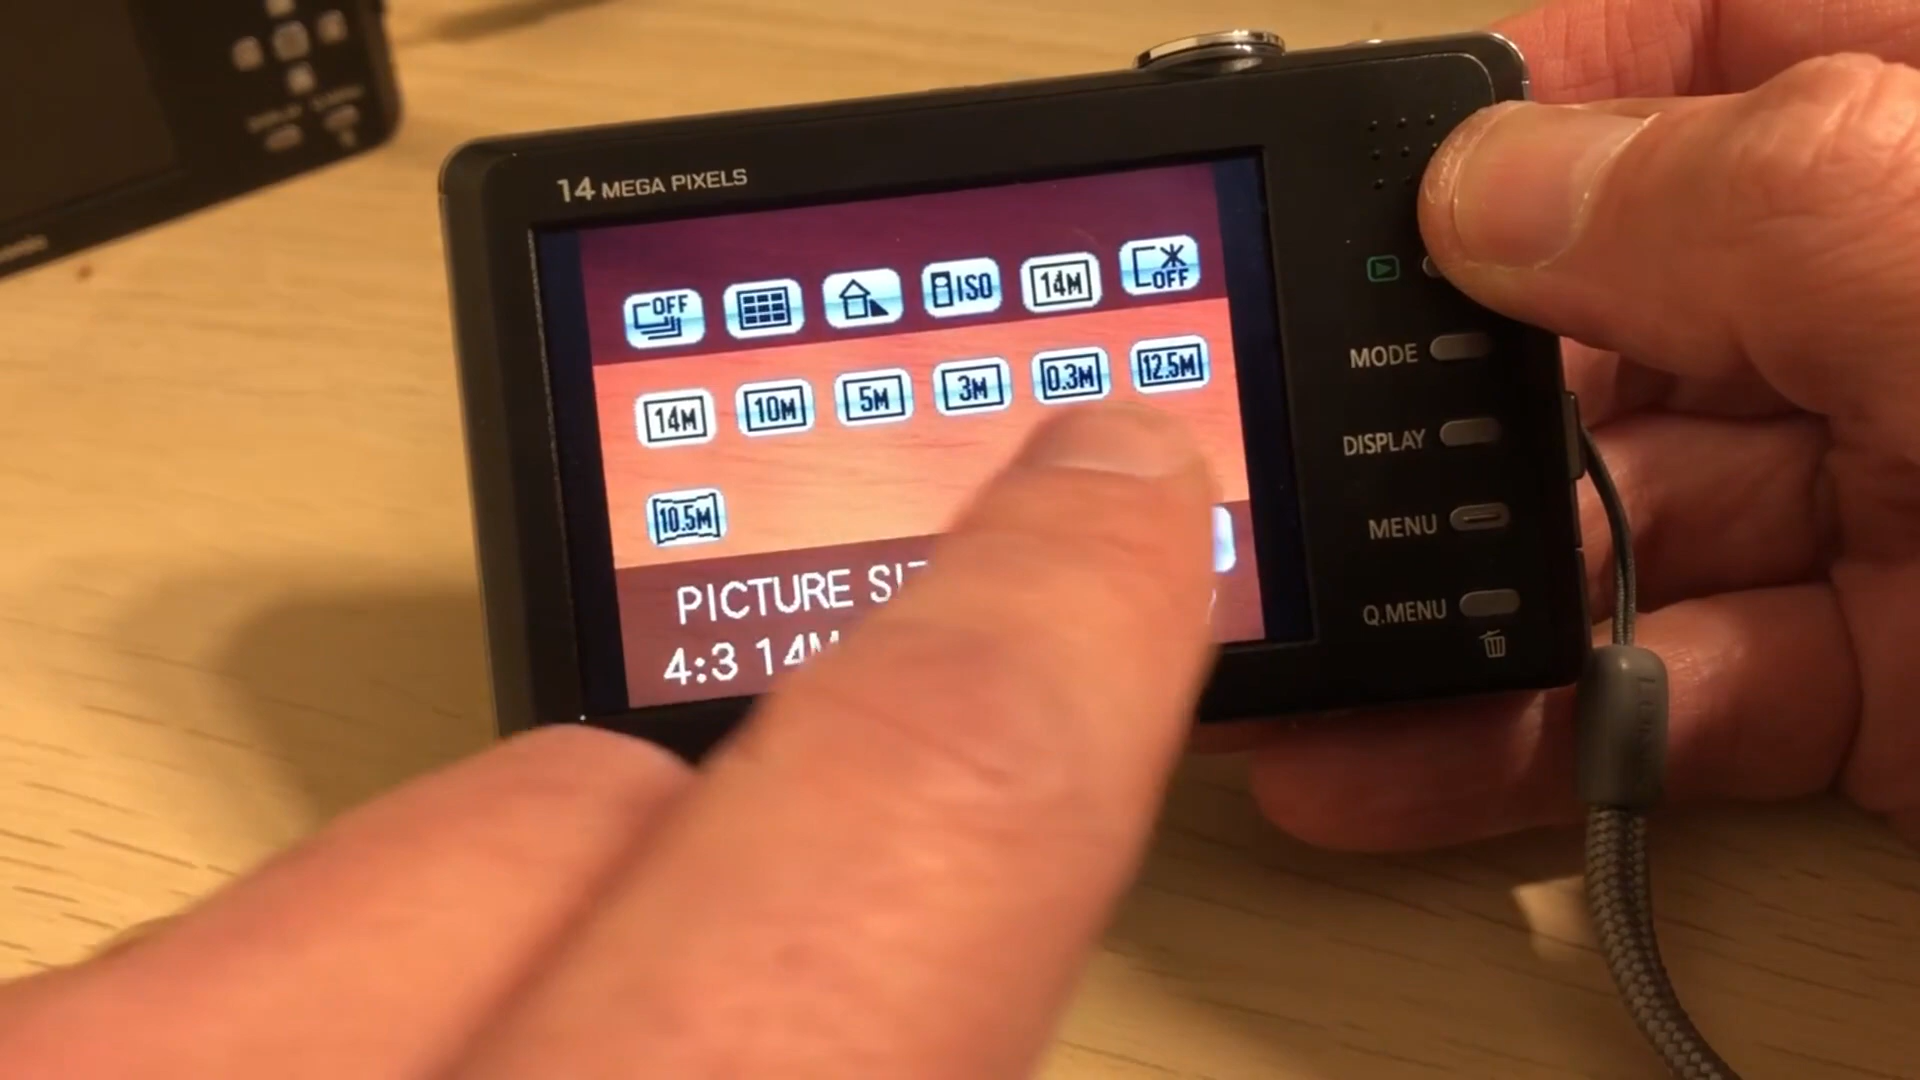 14 MEGA PIXELS
OFF
ISO
14M
OFF
14M
10M
5M
3M
0.3M
12.5M
10.5M
PICTURE
4:3 14M
MODE
DISPLAY
MENU
Q.MENU